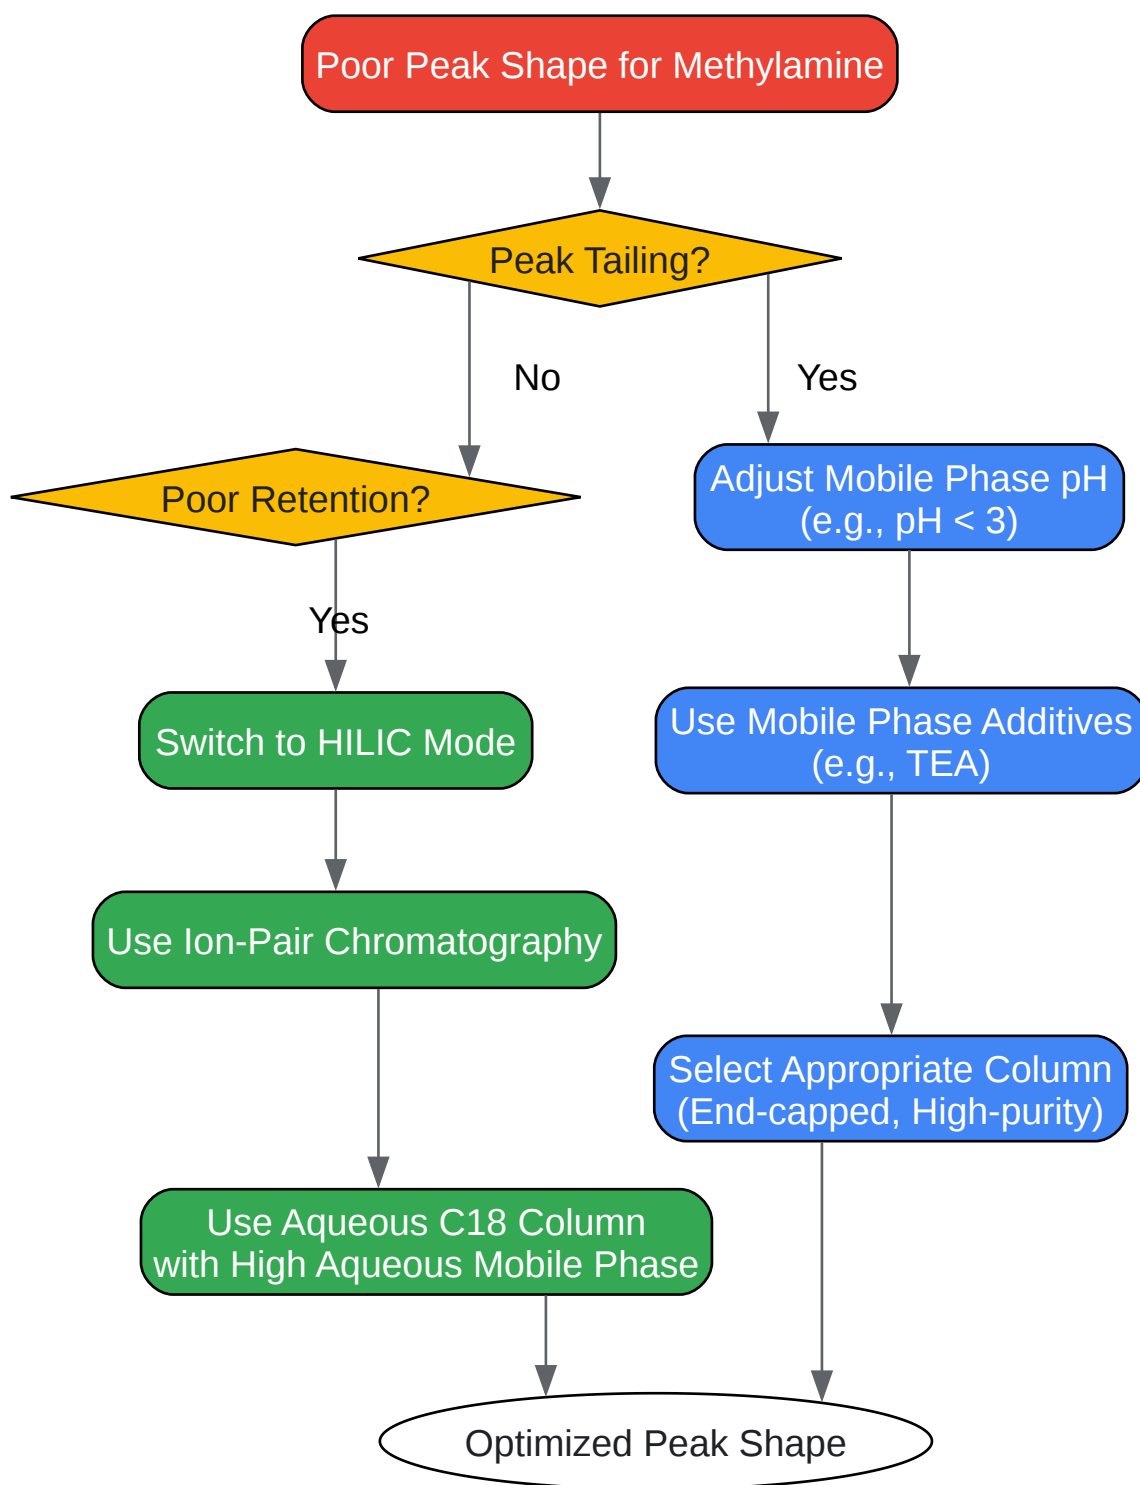 Poor Peak Shape for Methylamine
Peak Tailing?
No
Yes
Poor Retention?
Adjust Mobile Phase pH
(e.g., pH < 3)
Yes
Switch to HILIC Mode
Use Mobile Phase Additives
(e.g., TEA)
Use Ion-Pair Chromatography
Select Appropriate Column
(End-capped, High-purity)
Use Aqueous C18 Column
with High Aqueous Mobile Phase
Optimized Peak Shape